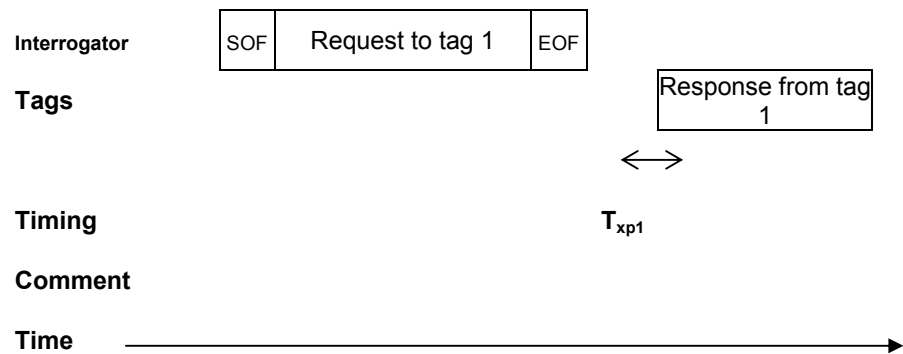 Interrogator SOF Request to tag 1 EOF
Tags Response from tag
1
Timing Txp1
Comment
Time